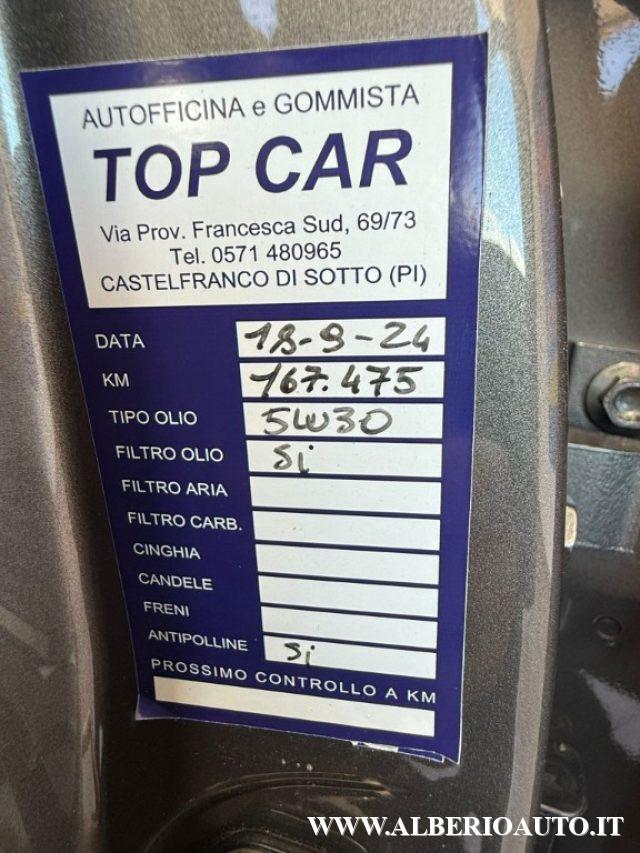 AUTOFFICINA e GOMMISTA
TOP CAR
Via Prov. Francesca Sud, 69/73
Tel. 0571 480965
CASTELFRANCO DI SOTTO (PI)
DATA 18-9-24
KM 167.475
TIPO OLIO 5W30
FILTRO OLIO Si
FILTRO ARIA
FILTRO CARB.
CINGHIA
CANDELE
FRENI
ANTIPOLLINE Si
PROSSIMO CONTROLLO A KM
WWW.ALBERIOAUTO.IT